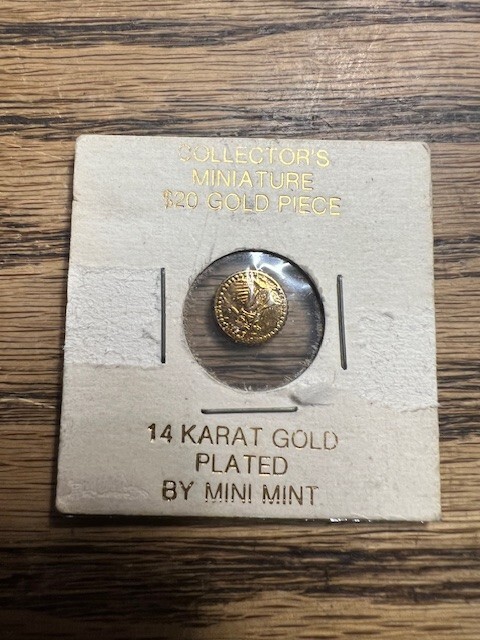 COLLECTOR'S
MINIATURE
$20 GOLD PIECE
14 KARAT GOLD
PLATED
BY MINI MINT